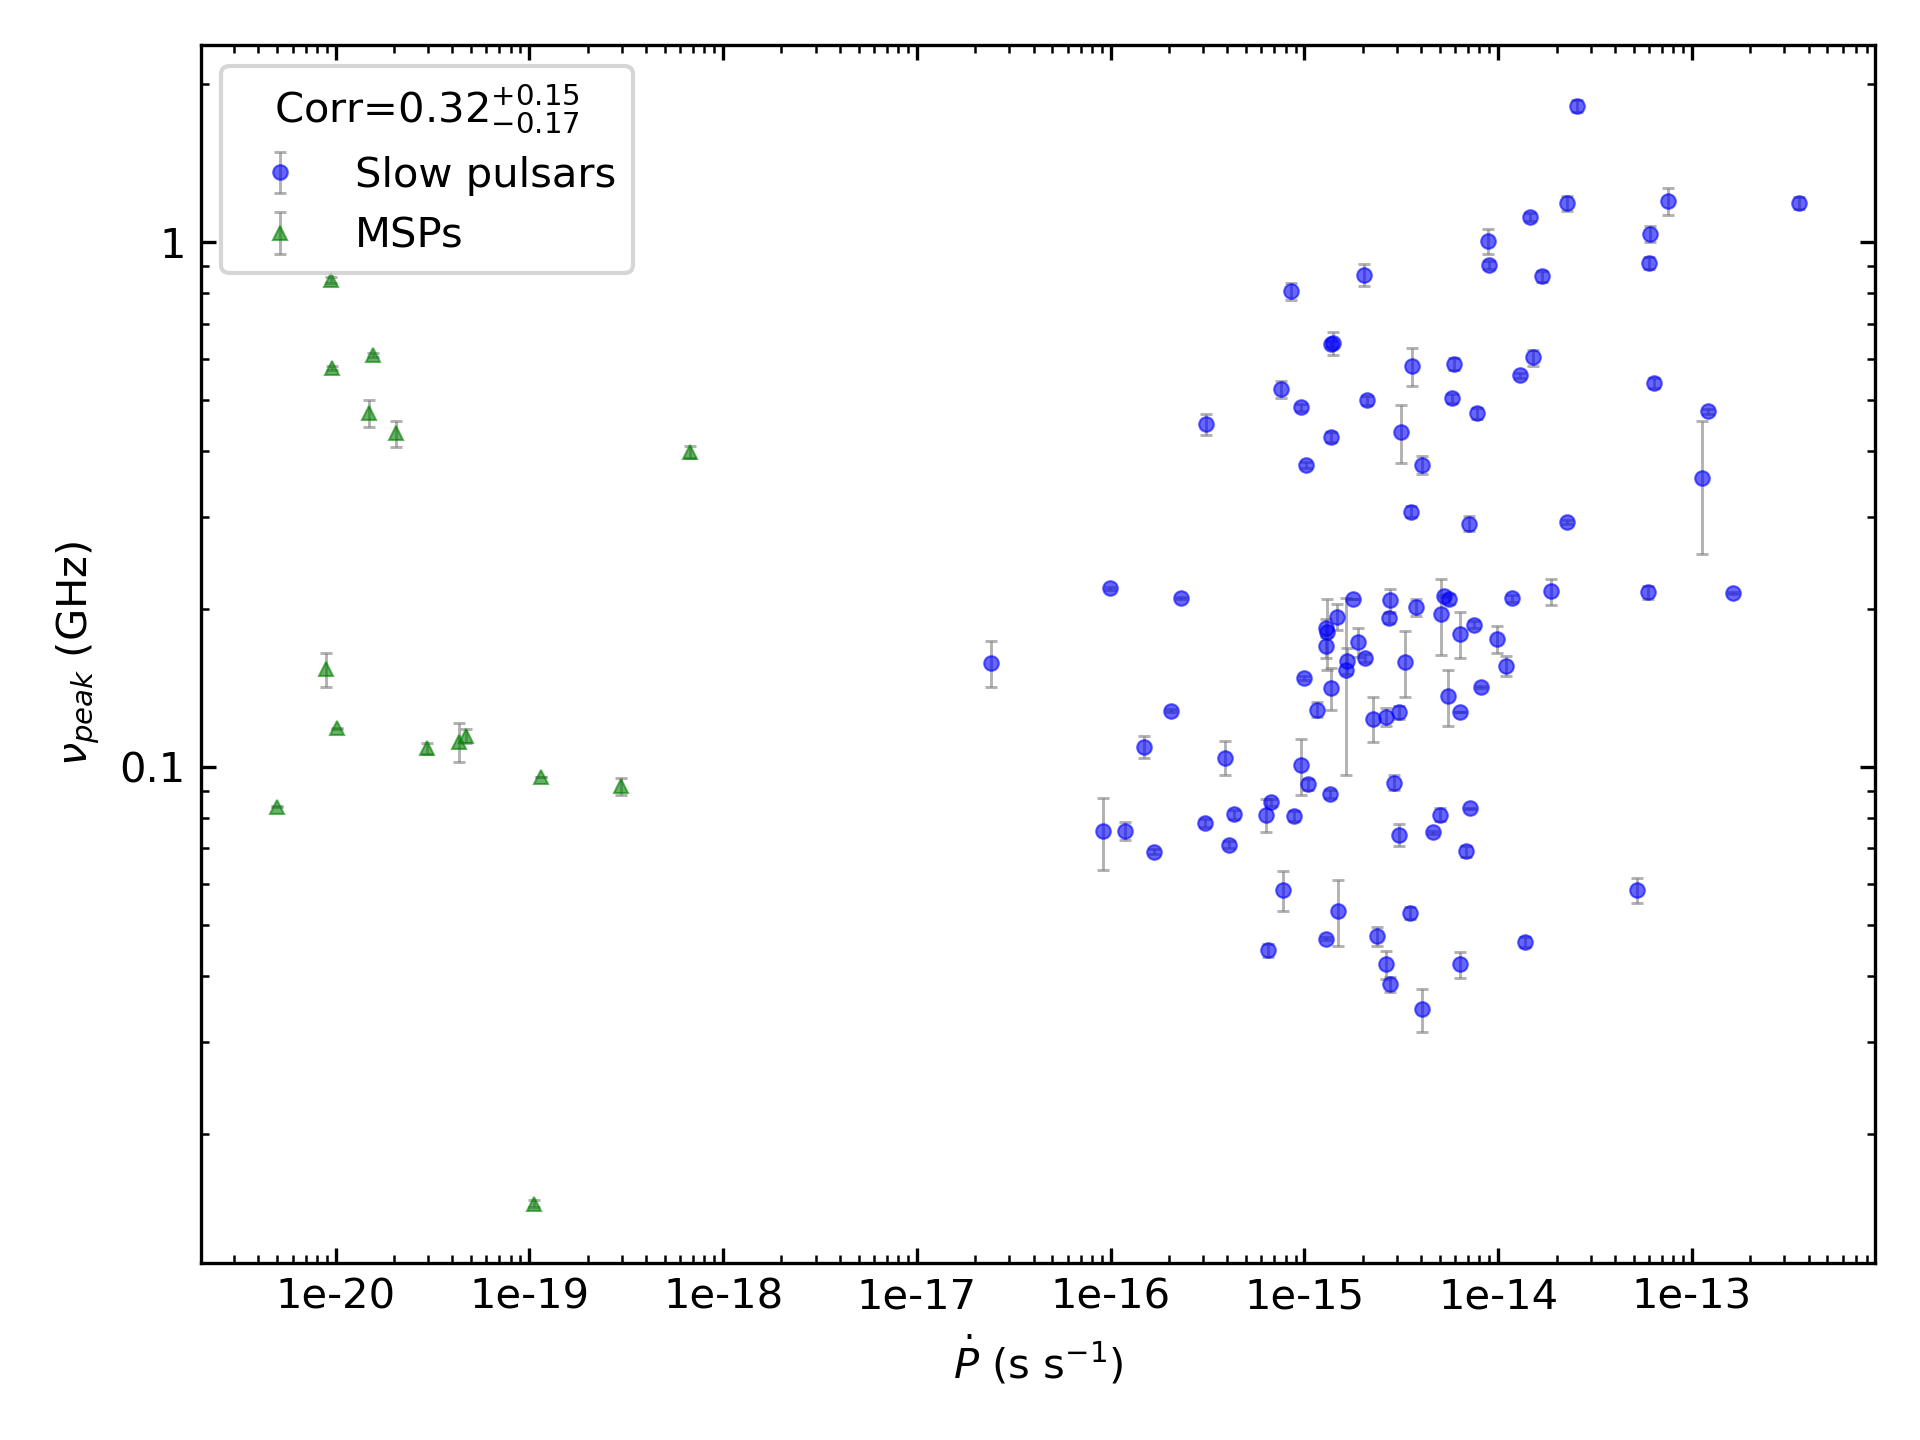 Corr=0.32$^{+0.15}_{-0.17}$
Slow pulsars
MSPs
1
0.1
ν$_{peak}$ (GHz)
1e-20 1e-19 1e-18 1e-17 1e-16 1e-15 1e-14 1e-13
Ṗ (s s⁻¹)